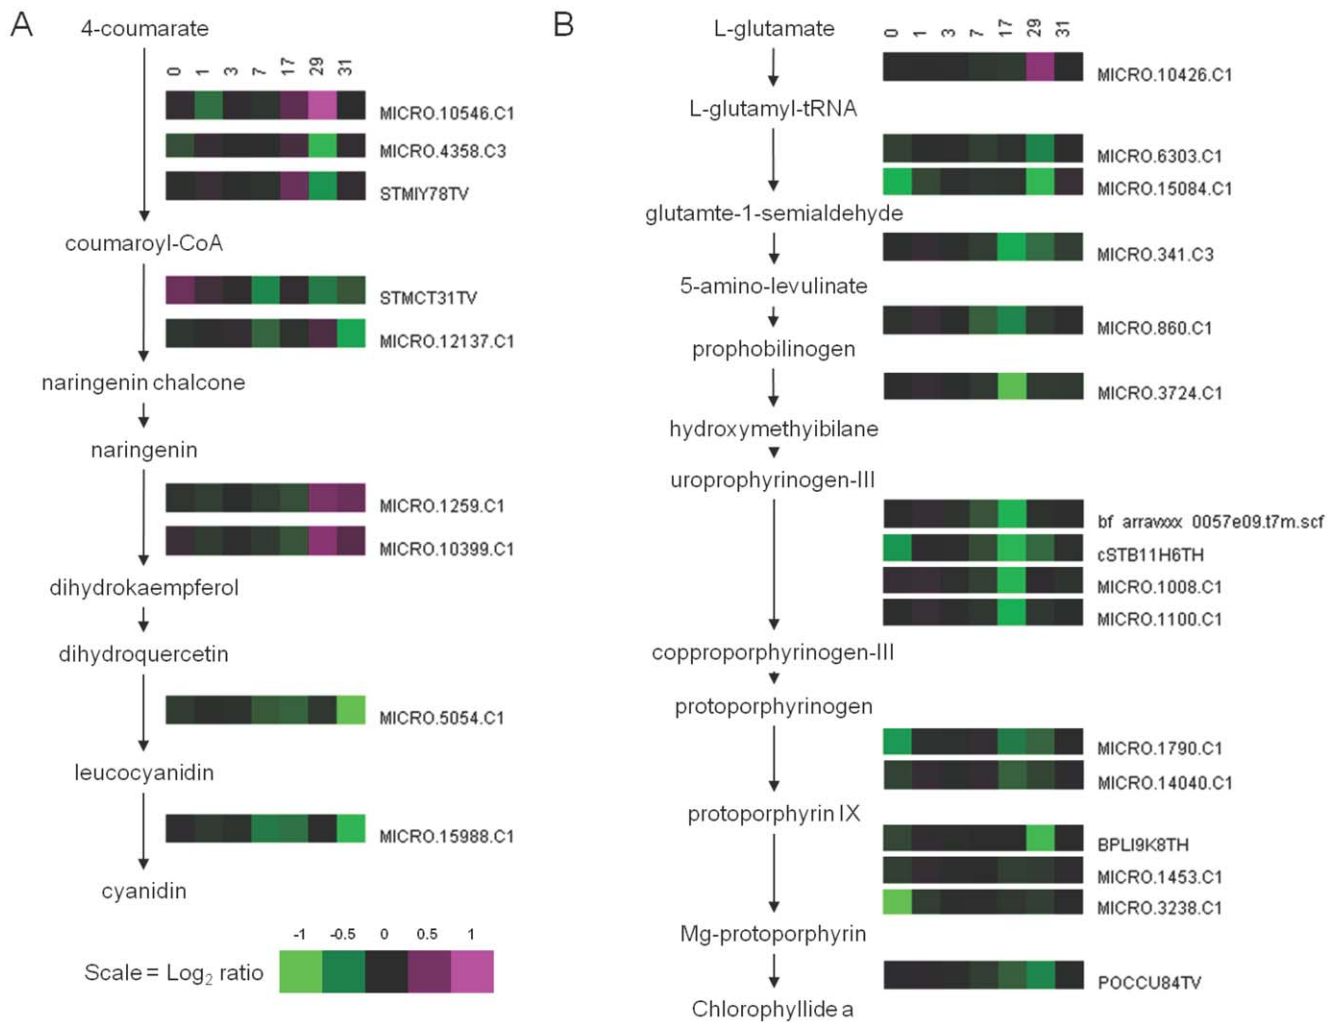 A
4-coumarate
0 1 3 7 17 29 31
MICRO.10546.C1
MICRO.4358.C3
STMIY78TV
coumaroyl-CoA
STMCT31TV
MICRO.12137.C1
naringenin chalcone
naringenin
MICRO.1259.C1
MICRO.10399.C1
dihydrokaempferol
dihydroquercetin
MICRO.5054.C1
leucocyanidin
MICRO.15988.C1
cyanidin
-1 -0.5 0 0.5 1
Scale = Log2 ratio
B
L-glutamate
0 1 3 7 17 29 31
MICRO.10426.C1
L-glutamyl-tRNA
MICRO.6303.C1
MICRO.15084.C1
glutamte-1-semialdehyde
MICRO.341.C3
5-amino-levulinate
MICRO.860.C1
prophobilinogen
MICRO.3724.C1
hydroxymethyibilane
uroprophyrinogen-III
bf_arrayxxx_0057e09.t7m.scf
cSTB11H6TH
MICRO.1008.C1
MICRO.1100.C1
copproporphyrinogen-III
protoporphyrinogen
MICRO.1790.C1
MICRO.14040.C1
protoporphyrin IX
BPLI9K8TH
MICRO.1453.C1
MICRO.3238.C1
Mg-protoporphyrin
POCCU84TV
Chlorophyllide a